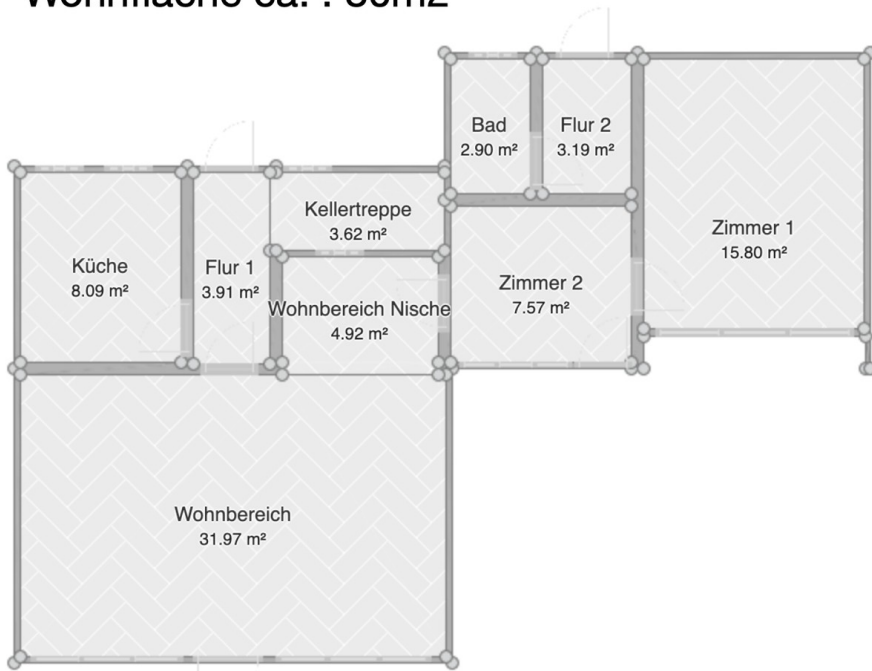 Wohnfläche ca. : 80m2
Bad
2.90 m²
Flur 2
3.19 m²
Kellertreppe
3.62 m²
Zimmer 1
15.80 m²
Küche
8.09 m²
Flur 1
3.91 m²
Zimmer 2
7.57 m²
Wohnbereich Nische
4.92 m²
Wohnbereich
31.97 m²